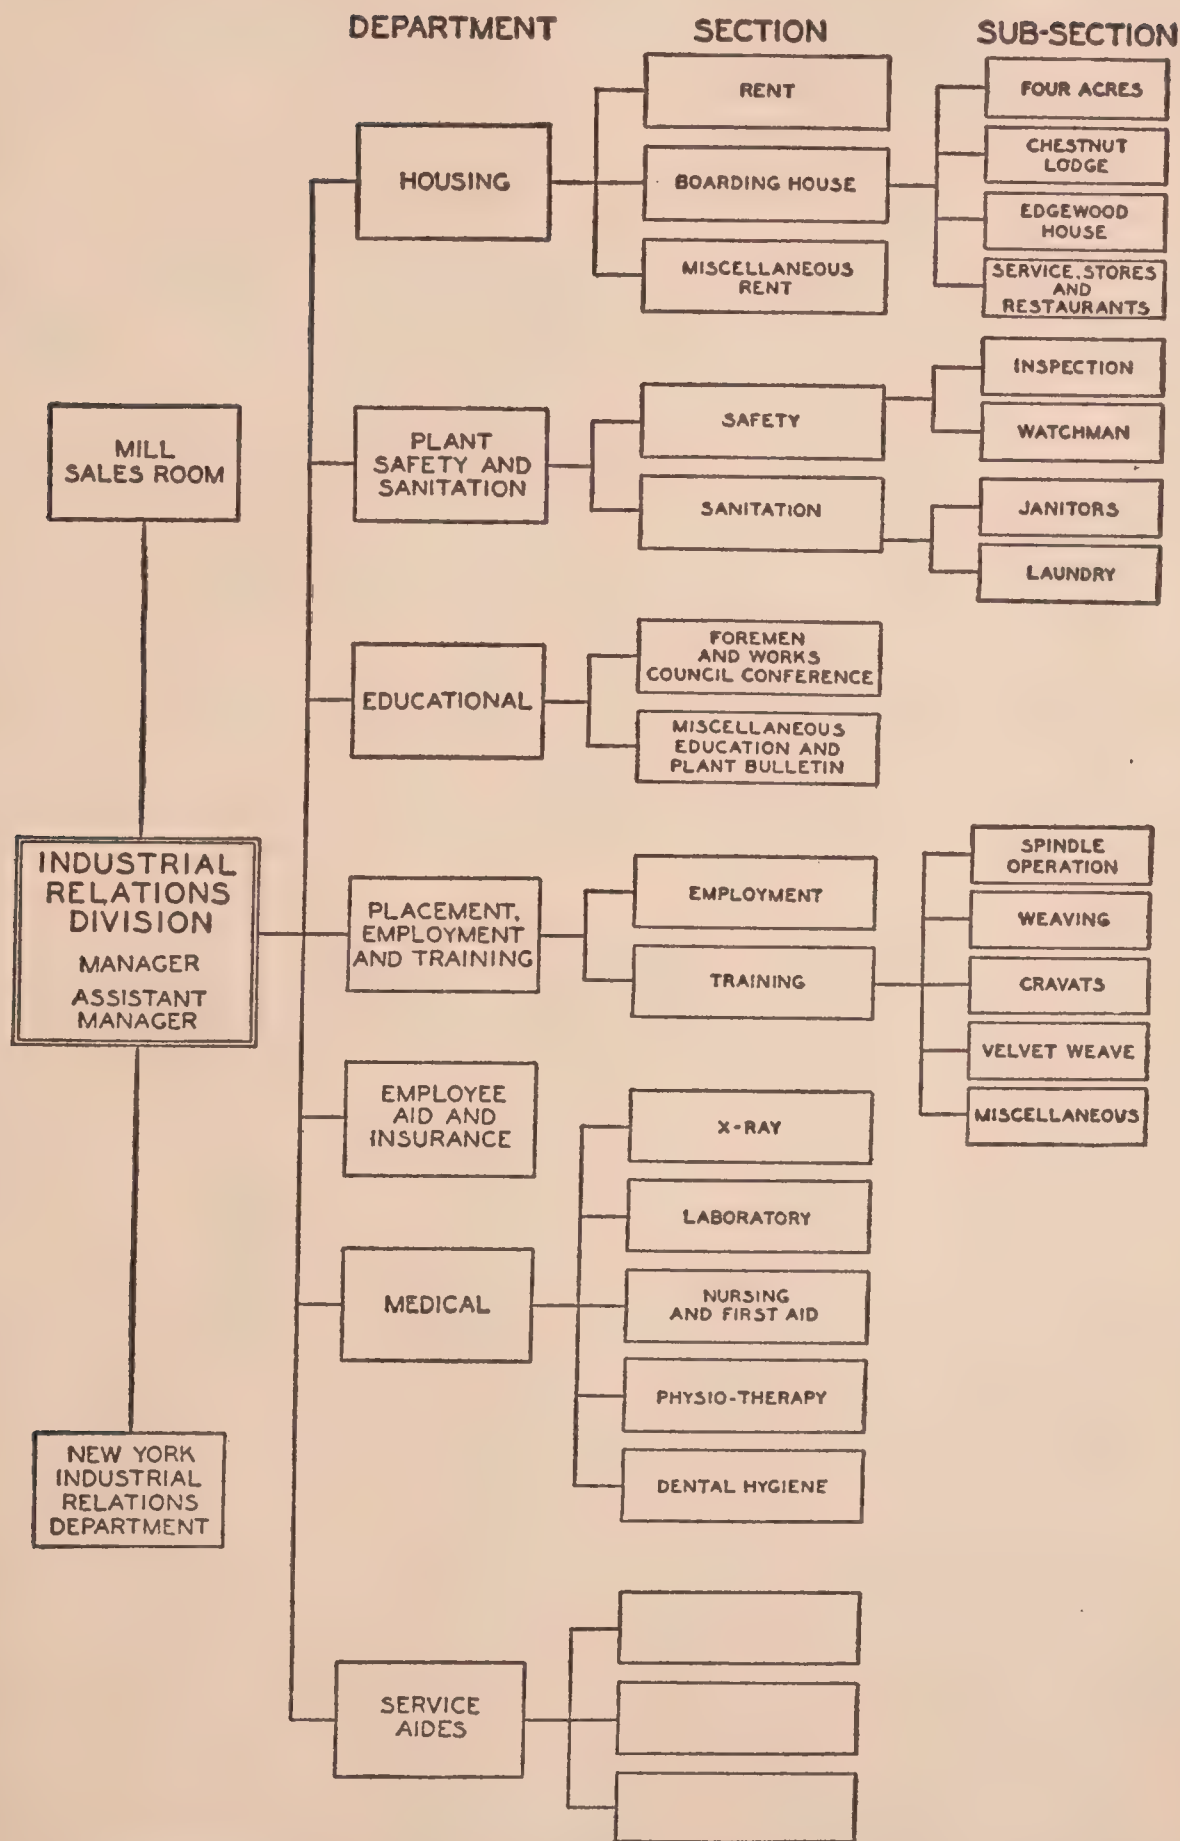 DEPARTMENT
SECTION
SUB-SECTION
MILL
SALES ROOM
INDUSTRIAL
RELATIONS
DIVISION
MANAGER
ASSISTANT
MANAGER
NEW YORK
INDUSTRIAL
RELATIONS
DEPARTMENT
HOUSING
RENT
BOARDING HOUSE
MISCELLANEOUS
RENT
FOUR ACRES
CHESTNUT
LODGE
EDGEWOOD
HOUSE
SERVICE, STORES
AND
RESTAURANTS
PLANT
SAFETY AND
SANITATION
SAFETY
SANITATION
INSPECTION
WATCHMAN
JANITORS
LAUNDRY
EDUCATIONAL
FOREMEN
AND WORKS
COUNCIL CONFERENCE
MISCELLANEOUS
EDUCATION AND
PLANT BULLETIN
PLACEMENT,
EMPLOYMENT
AND TRAINING
EMPLOYMENT
TRAINING
SPINDLE
OPERATION
WEAVING
CRAVATS
VELVET WEAVE
MISCELLANEOUS
EMPLOYEE
AID AND
INSURANCE
MEDICAL
X-RAY
LABORATORY
NURSING
AND FIRST AID
PHYSIO-THERAPY
DENTAL HYGIENE
SERVICE
AIDES